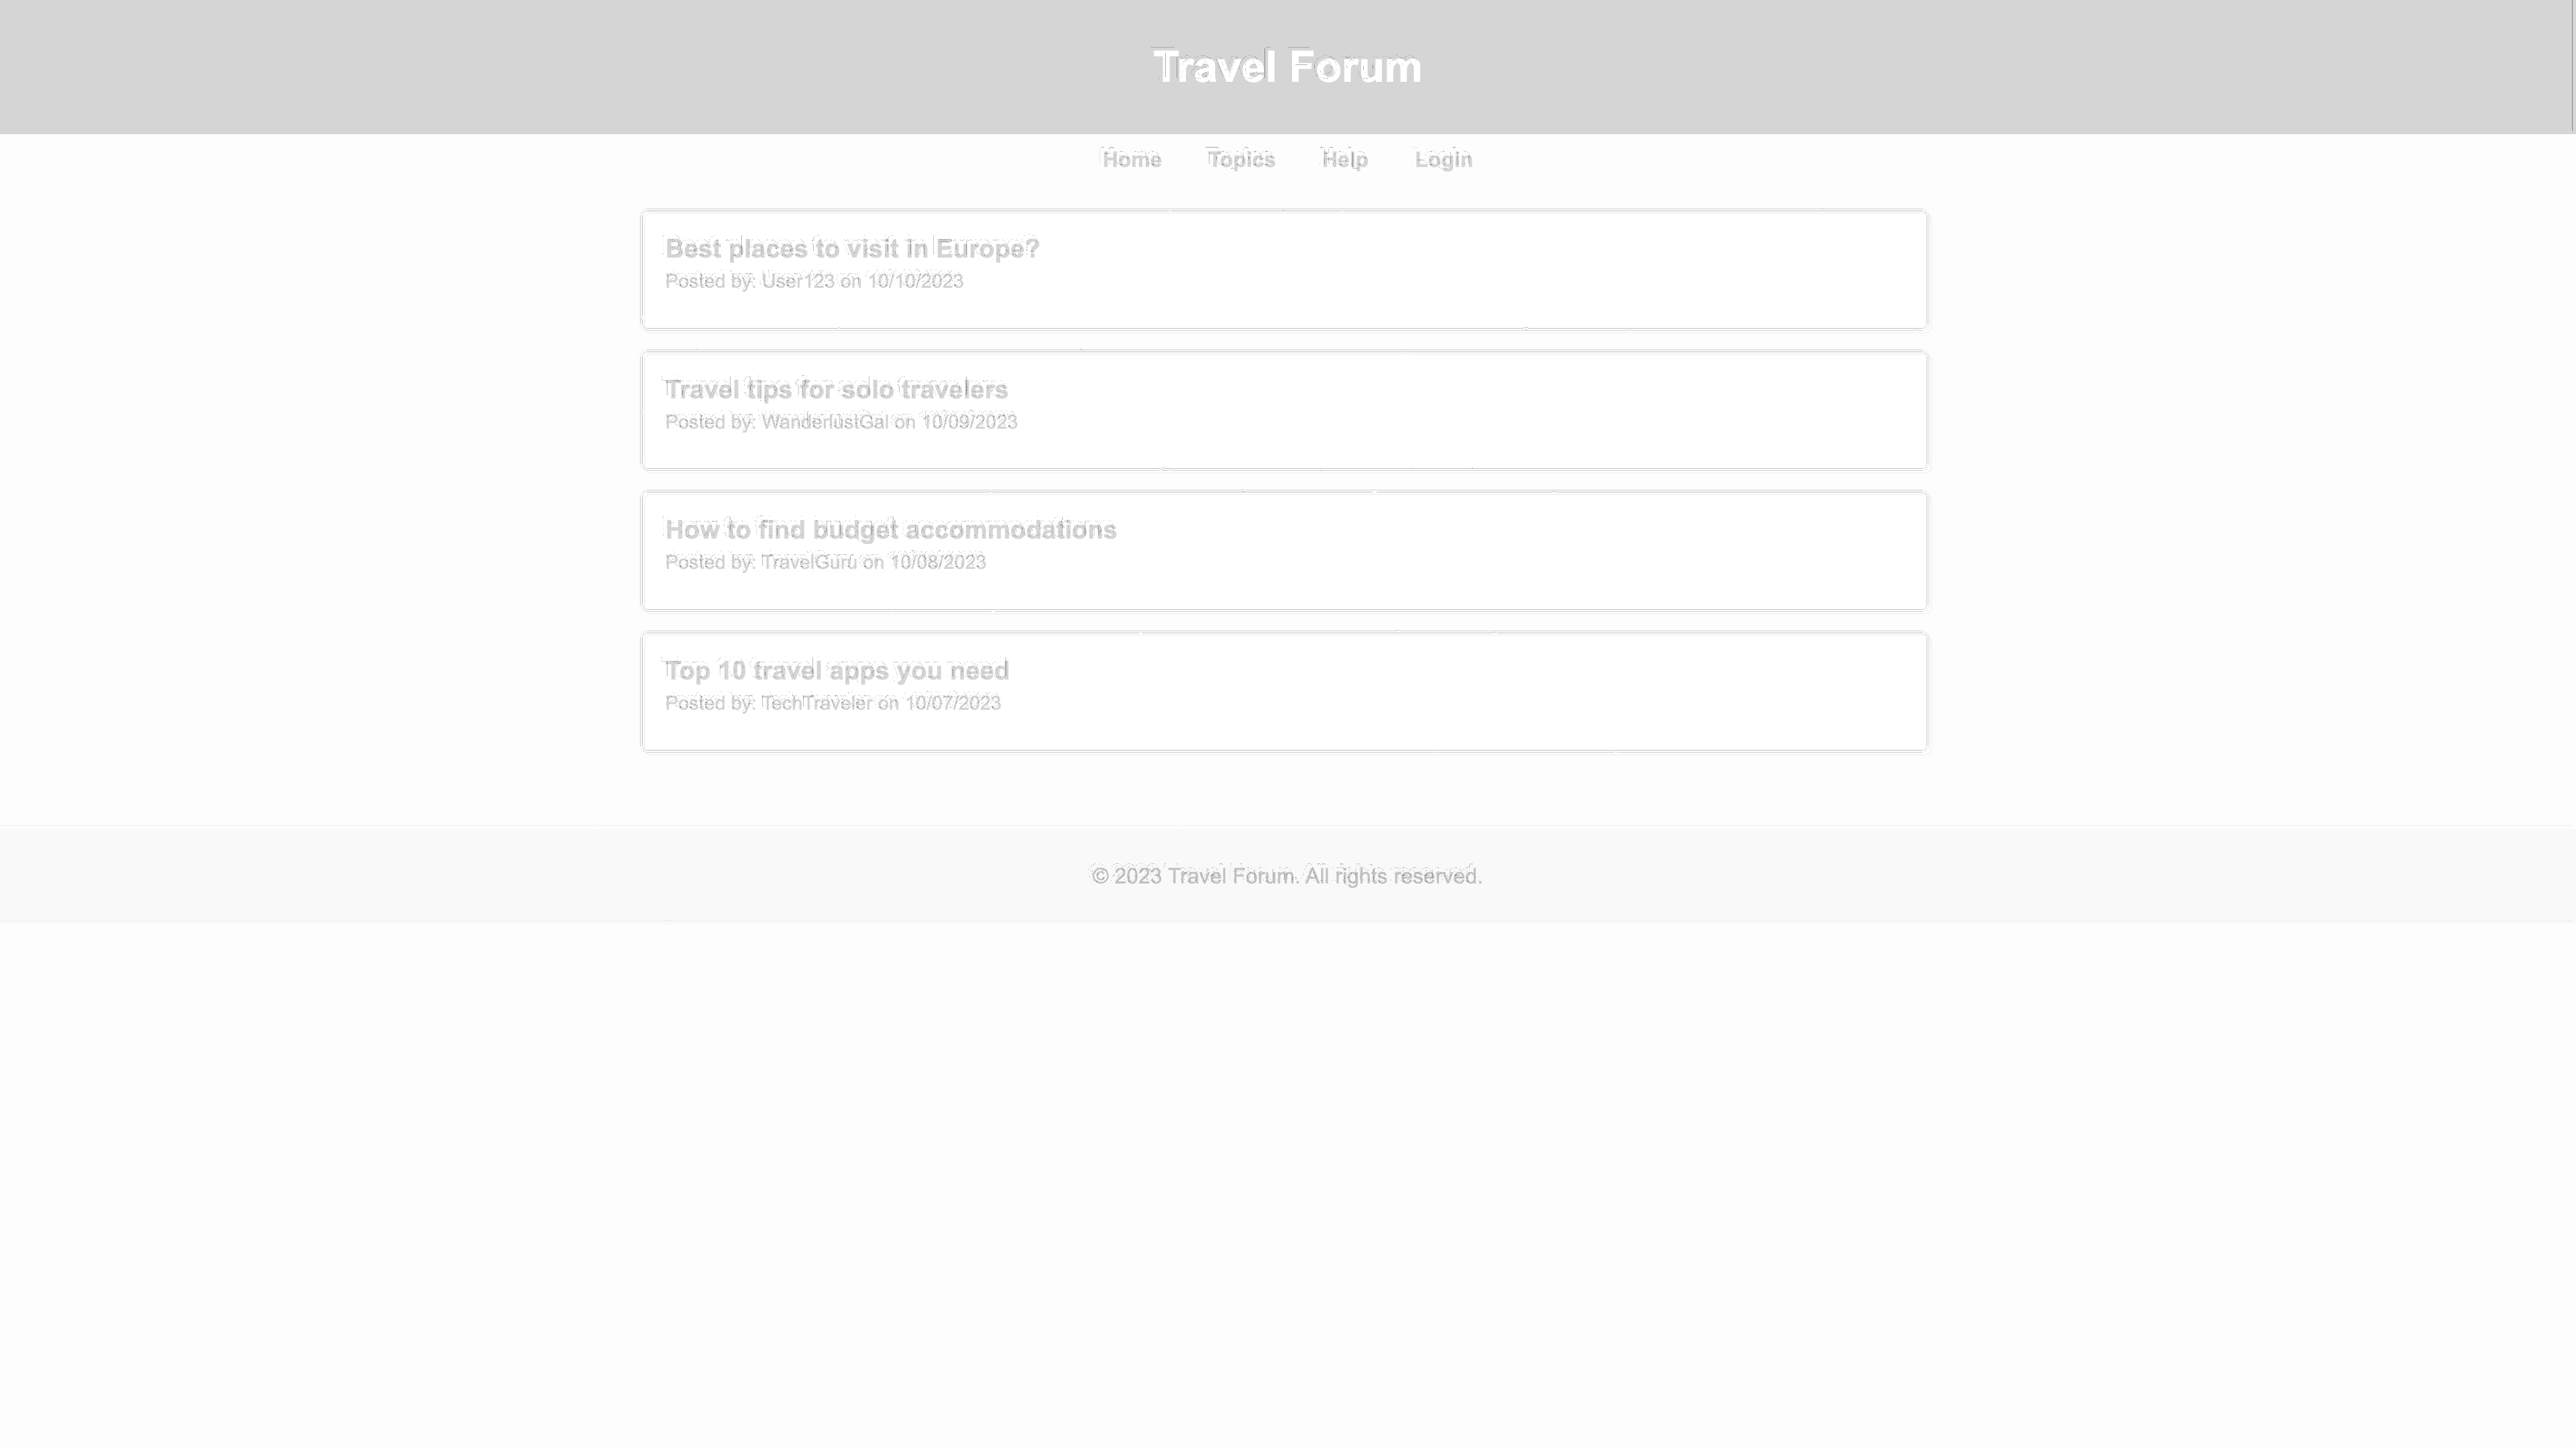 Travel Forum
Home Topics Help Login
Best places to visit in Europe?
Posted by: User123 on 10/10/2023
Travel tips for solo travelers
Posted by: WanderlustGal on 10/09/2023
How to find budget accommodations
Posted by: TravelGuru on 10/08/2023
Top 10 travel apps you need
Posted by: TechTraveler on 10/07/2023
© 2023 Travel Forum. All rights reserved.